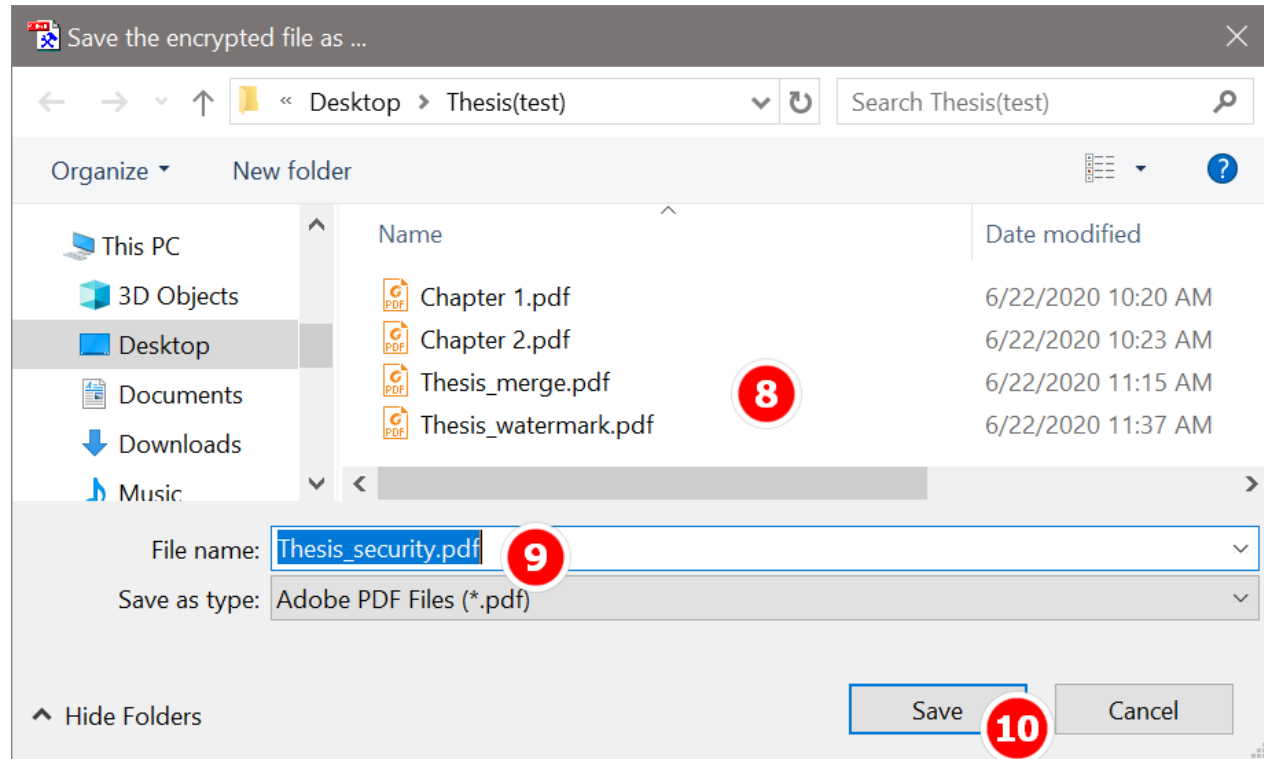 Save the encrypted file as ...
« Desktop > Thesis(test)
Search Thesis(test)
Organize
New folder
?
This PC
3D Objects
Desktop
Documents
Downloads
Music
Name
Date modified
PDF Chapter 1.pdf 6/22/2020 10:20 AM
PDF Chapter 2.pdf 6/22/2020 10:23 AM
PDF Thesis_merge.pdf 6/22/2020 11:15 AM
8
PDF Thesis_watermark.pdf 6/22/2020 11:37 AM
File name: Thesis_security.pdf
9
Save as type: Adobe PDF Files (*.pdf)
Hide Folders
Save
10
Cancel